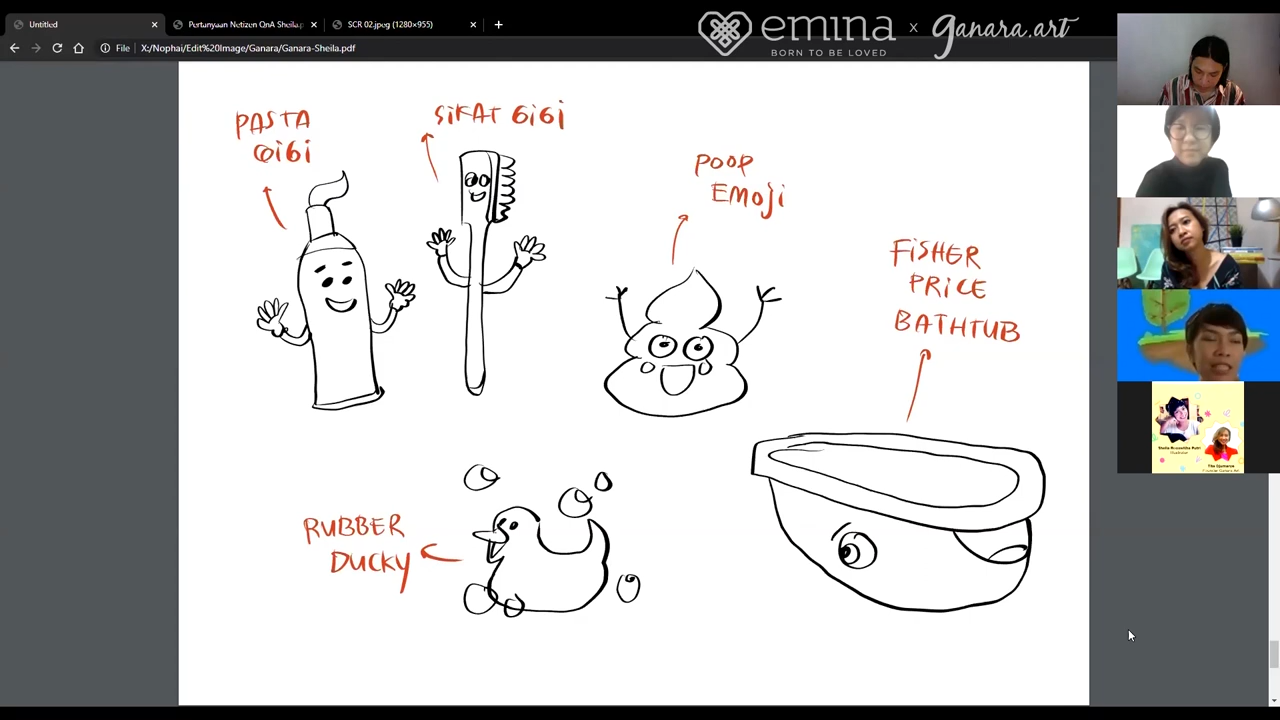 Untitled
Pertanyaan Netizen QnA Sheila.p
SCR 02.jpeg (1280×955)
File
X:/Nophai/Edit%20Image/Ganara/Ganara-Sheila.pdf
emina x ganara.art
BORN TO BE LOVED
PASTA
GIGI
SIKAT GIGI
POOP
EMOJI
FISHER
PRICE
BATHTUB
RUBBER
DUCKY